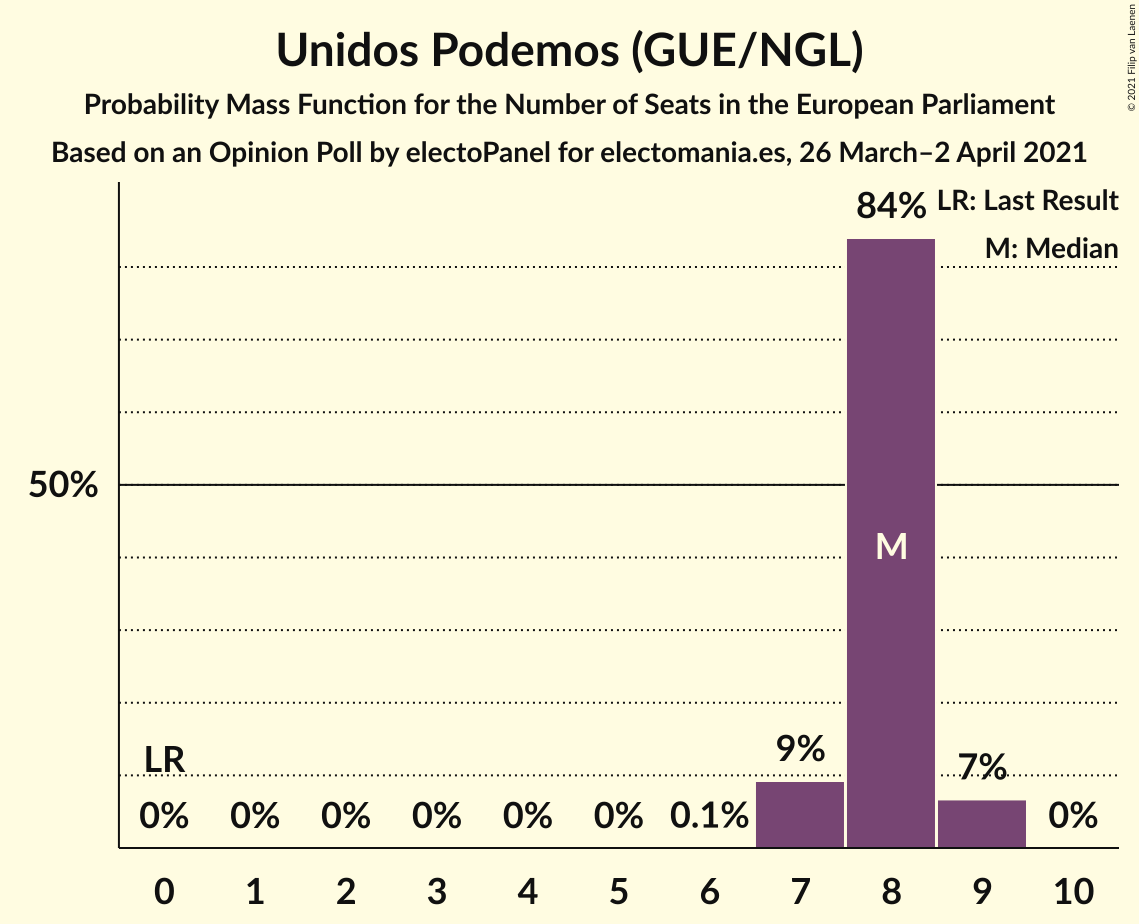 Unidos Podemos (GUE/NGL)
Probability Mass Function for the Number of Seats in the European Parliament
Based on an Opinion Poll by electoPanel for electomania.es, 26 March–2 April 2021
© 2021 Filip van Laenen
84% LR: Last Result
M: Median
50%
M
LR
9%
7%
0% 0% 0% 0% 0% 0% 0.1% 0%
0 1 2 3 4 5 6 7 8 9 10